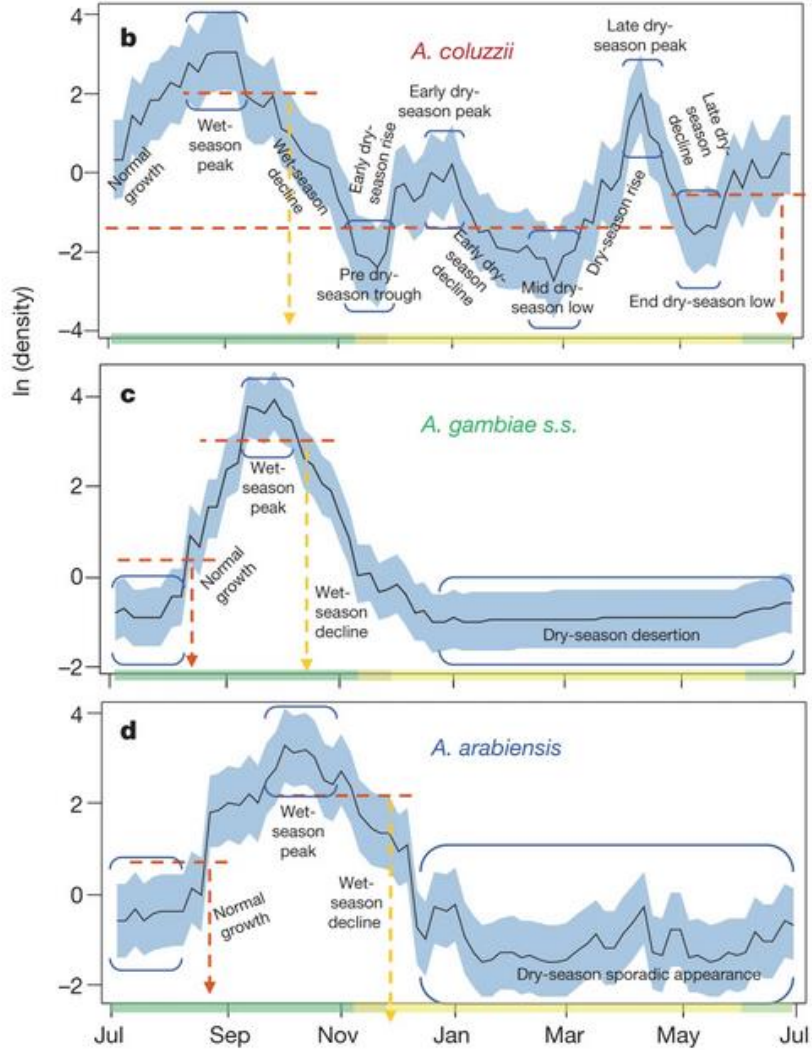 ln (density)
b
A. coluzzii
4
2
0
−2
−4
Normal
growth
Wet-
season
peak
Wet-season
decline
Early dry-
season rise
Pre dry-
season trough
Early dry-
season peak
Early dry-
season
decline
Mid dry-
season low
Dry-season rise
Late dry-
season peak
Late dry-
season
decline
End dry-season low
c
A. gambiae s.s.
4
2
0
−2
Normal
growth
Wet-
season
peak
Wet-
season
decline
Dry-season desertion
d
A. arabiensis
4
2
0
−2
Normal
growth
Wet-
season
peak
Wet-
season
decline
Dry-season sporadic appearance
Jul Sep Nov Jan Mar May Jul